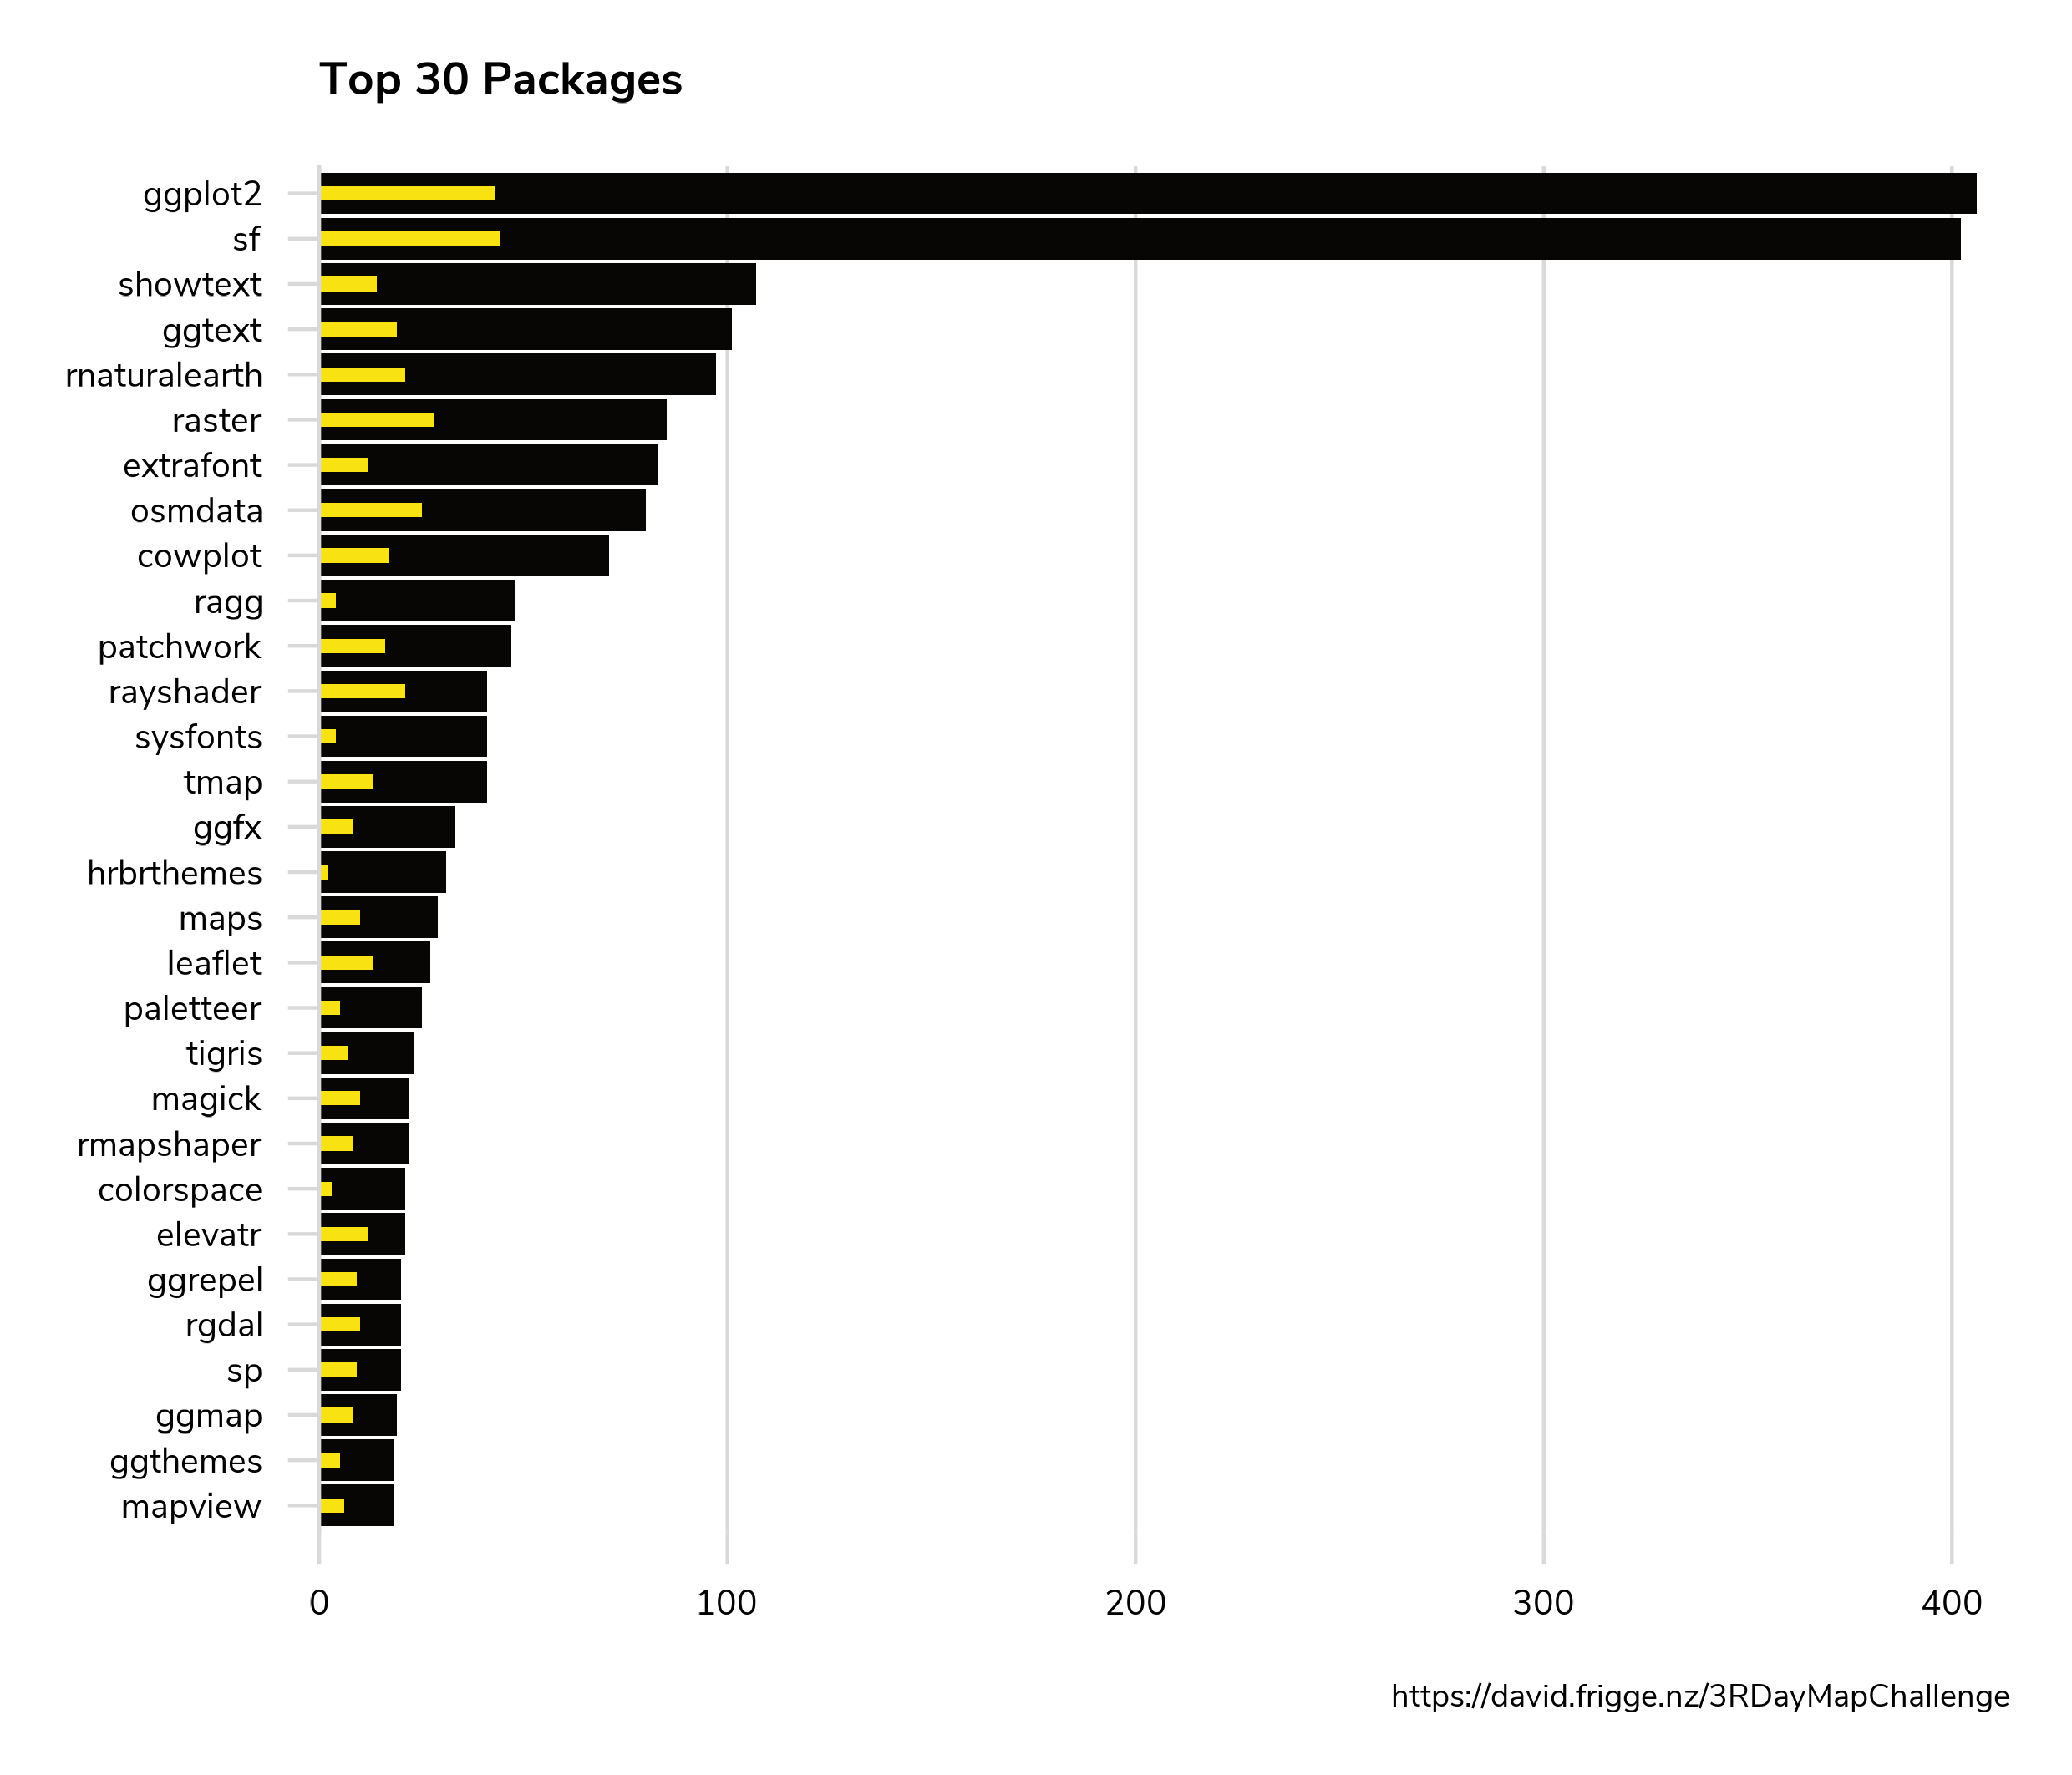 Top 30 Packages
ggplot2
sf
showtext
ggtext
rnaturalearth
raster
extrafont
osmdata
cowplot
ragg
patchwork
rayshader
sysfonts
tmap
ggfx
hrbrthemes
maps
leaflet
paletteer
tigris
magick
rmapshaper
colorspace
elevatr
ggrepel
rgdal
sp
ggmap
ggthemes
mapview
0 100 200 300 400
https://david.frigge.nz/3RDayMapChallenge